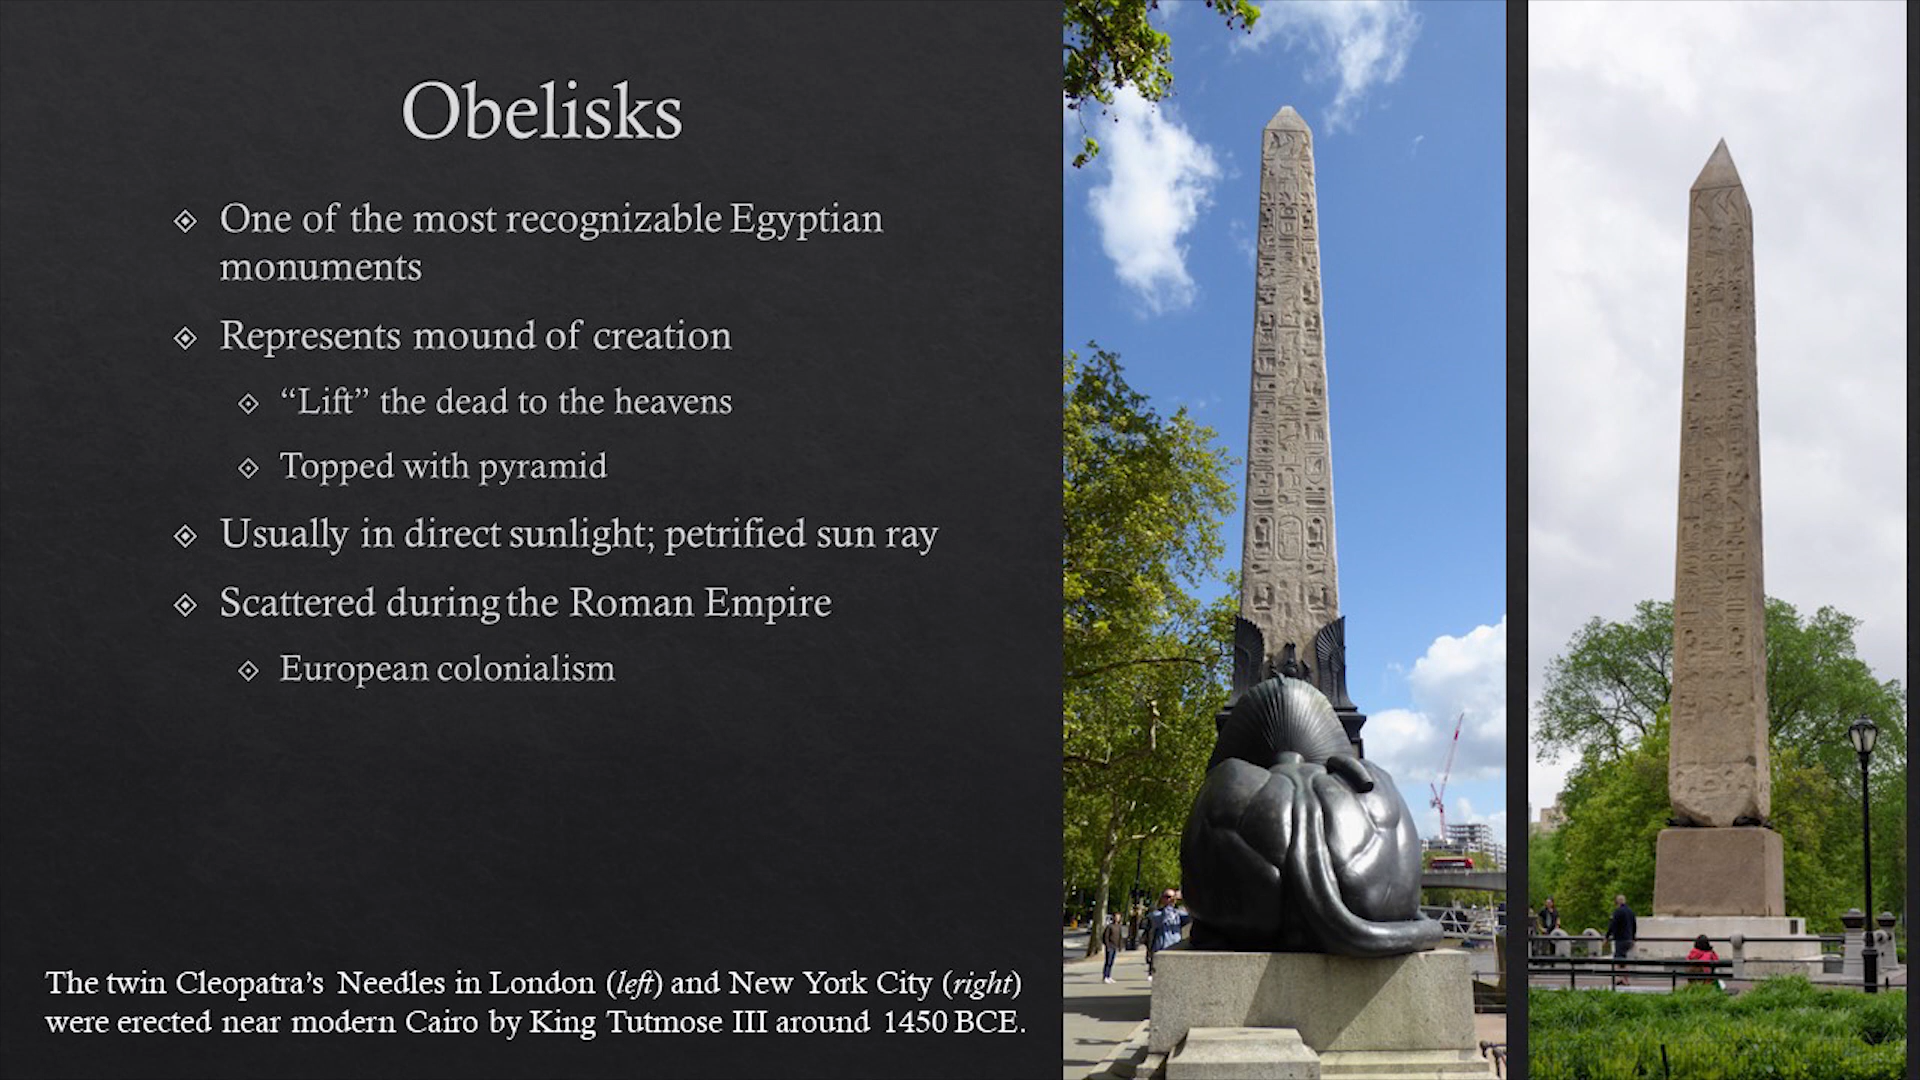 Obelisks
One of the most recognizable Egyptian
monuments
Represents mound of creation
“Lift” the dead to the heavens
Topped with pyramid
Usually in direct sunlight; petrified sun ray
Scattered during the Roman Empire
European colonialism
The twin Cleopatra’s Needles in London (left) and New York City (right)
were erected near modern Cairo by King Tutmose III around 1450 BCE.